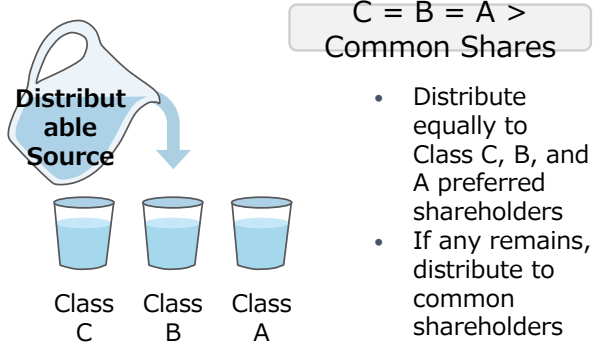 C = B = A >
Common Shares
Distribut
able
Source
• Distribute
equally to
Class C, B, and
A preferred
shareholders
• If any remains,
distribute to
common
shareholders
Class
C
Class
B
Class
A